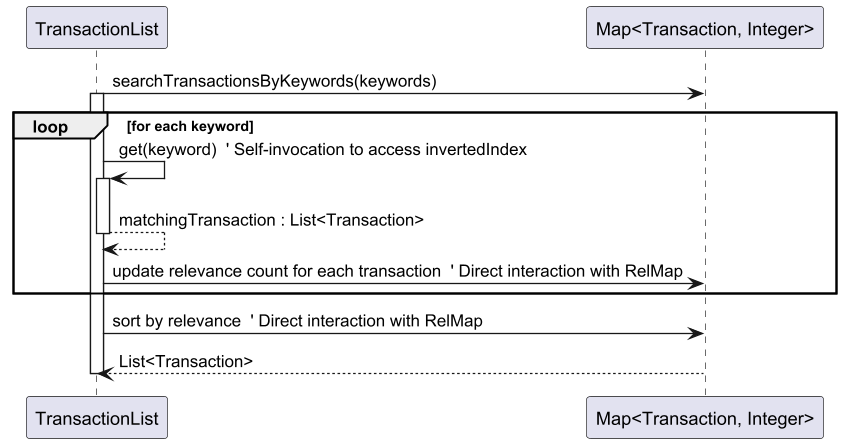 TransactionList
Map<Transaction, Integer>
searchTransactionsByKeywords(keywords)
loop
[for each keyword]
get(keyword)  ' Self-invocation to access invertedIndex
matchingTransaction : List<Transaction>
update relevance count for each transaction  ' Direct interaction with RelMap
sort by relevance  ' Direct interaction with RelMap
List<Transaction>
TransactionList
Map<Transaction, Integer>